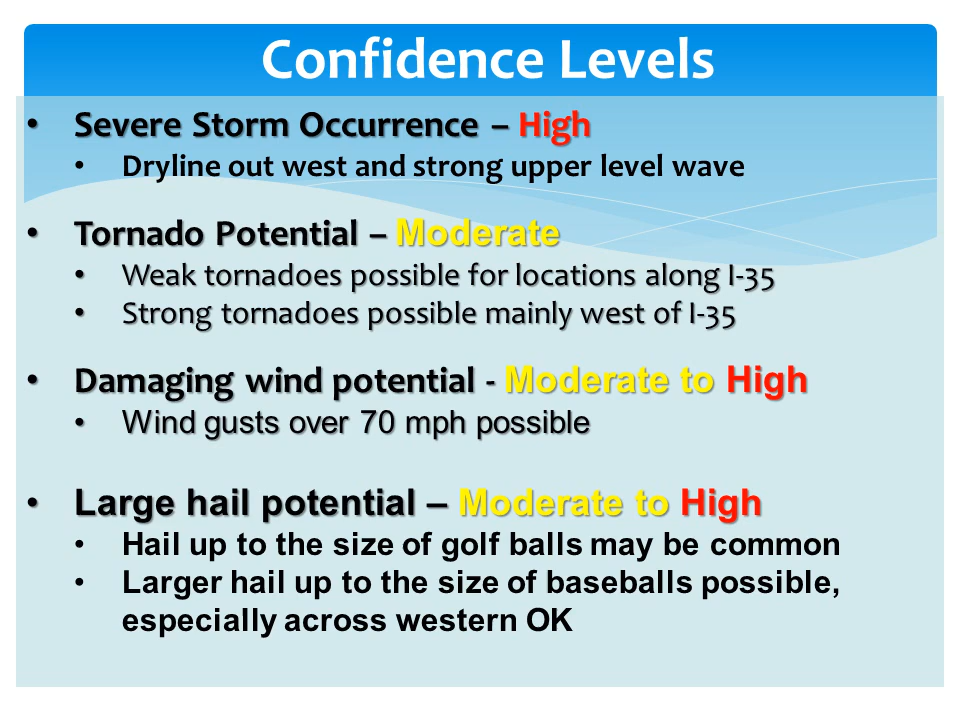 Confidence Levels
• Severe Storm Occurrence – High
• Dryline out west and strong upper level wave
• Tornado Potential – Moderate
• Weak tornadoes possible for locations along I-35
• Strong tornadoes possible mainly west of I-35
• Damaging wind potential - Moderate to High
• Wind gusts over 70 mph possible
• Large hail potential – Moderate to High
• Hail up to the size of golf balls may be common
• Larger hail up to the size of baseballs possible,
especially across western OK